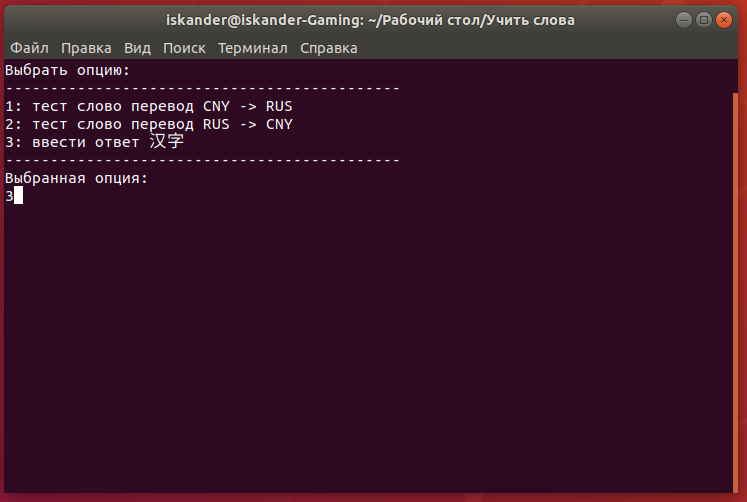 iskander@iskander-Gaming: ~/Рабочий стол/Учить слова
Файл Правка Вид Поиск Терминал Справка
Выбрать опцию:
--------------------------------------------
1: тест слово перевод CNY -> RUS
2: тест слово перевод RUS -> CNY
3: ввести ответ 汉字
--------------------------------------------
Выбранная опция:
3